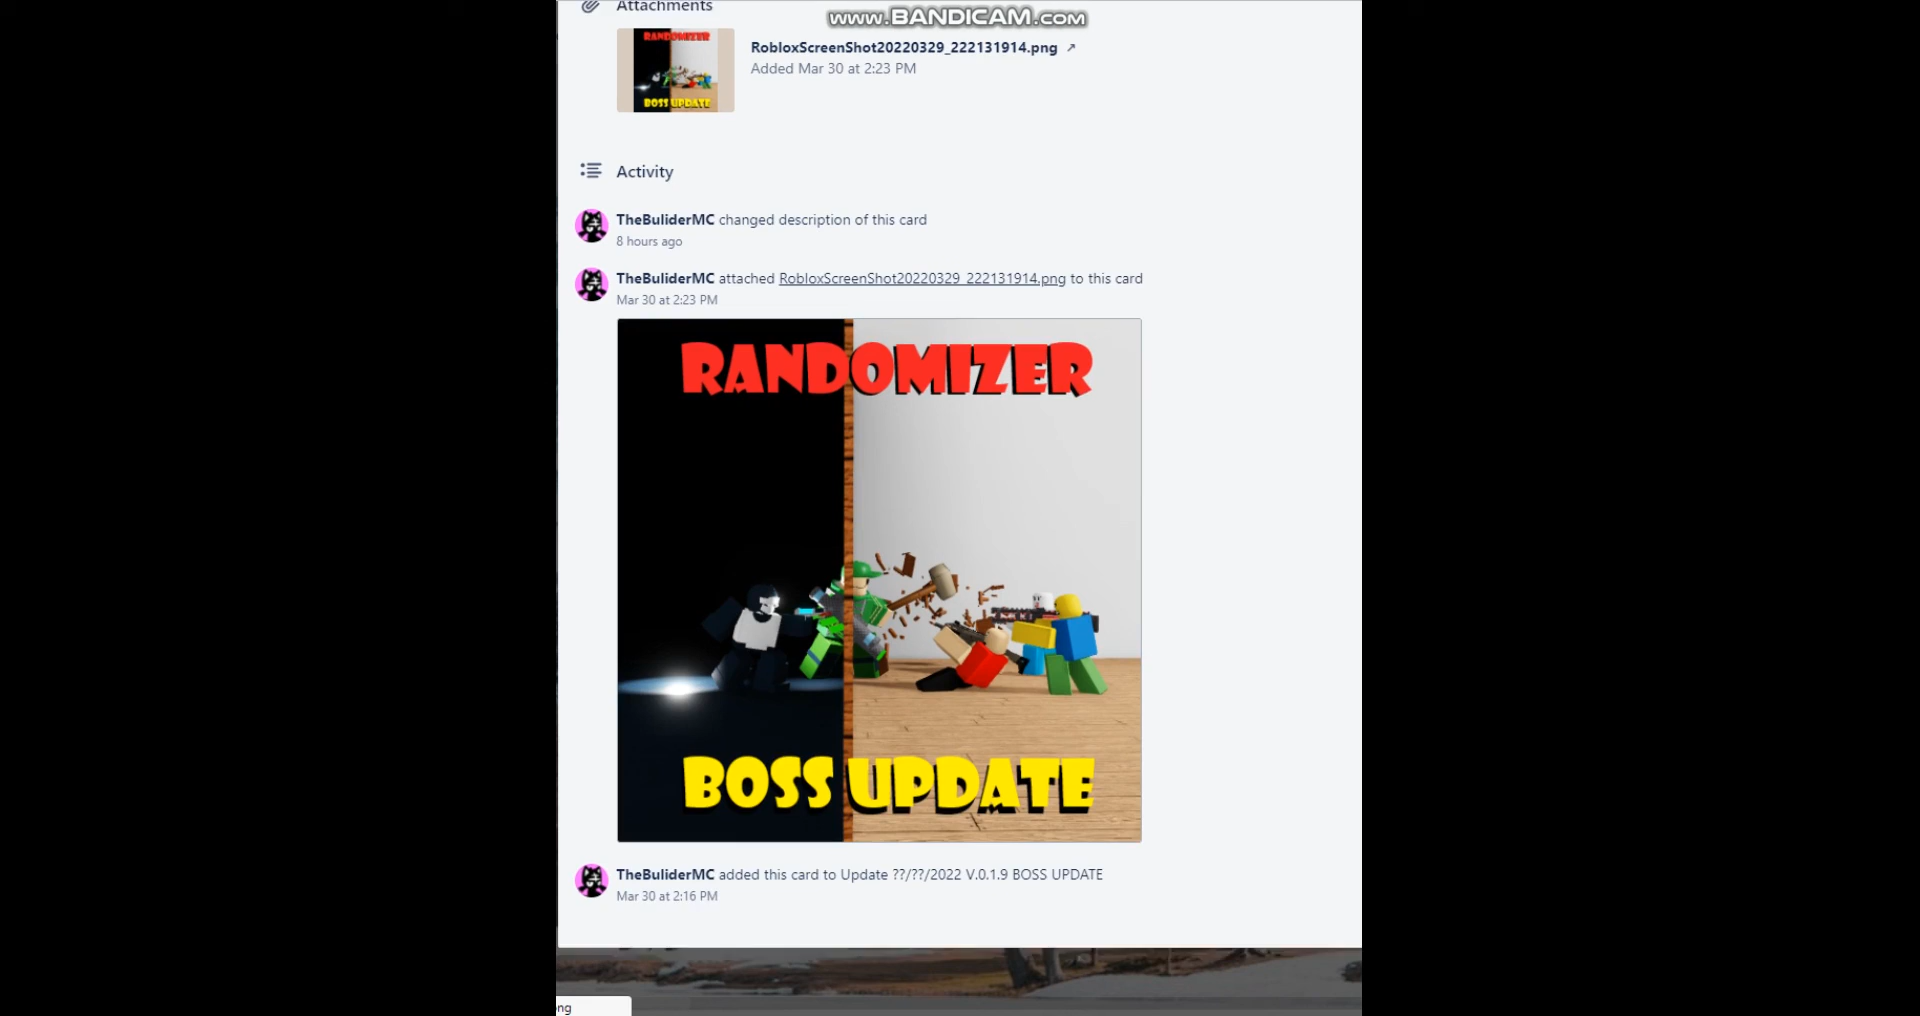 Attachments
www.BANDICAM.com
RANDOMIZER
BOSS UPDATE
RobloxScreenShot20220329_222131914.png ↗
Added Mar 30 at 2:23 PM
Activity
TheBuliderMC changed description of this card
8 hours ago
TheBuliderMC attached RobloxScreenShot20220329_222131914.png to this card
Mar 30 at 2:23 PM
RANDOMIZER
BOSS UPDATE
TheBuliderMC added this card to Update ??/??/2022 V.0.1.9 BOSS UPDATE
Mar 30 at 2:16 PM
ng